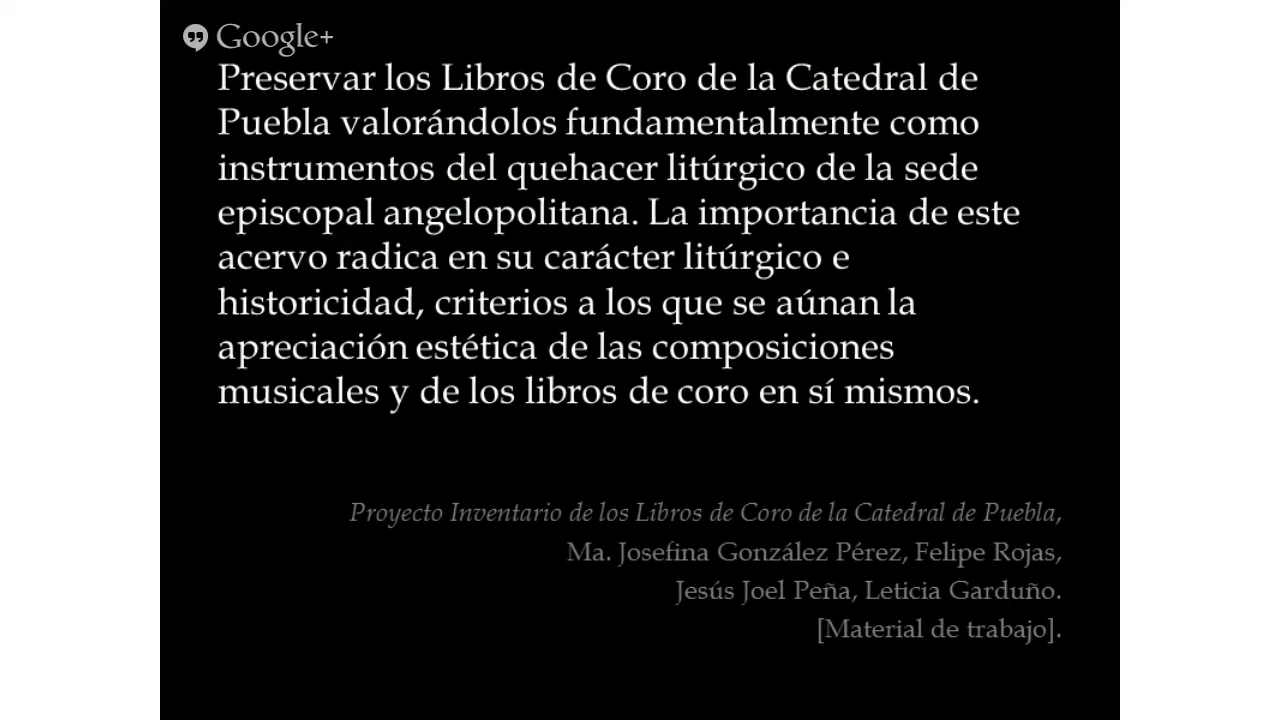 Google+
Preservar los Libros de Coro de la Catedral de
Puebla valorándolos fundamentalmente como
instrumentos del quehacer litúrgico de la sede
episcopal angelopolitana. La importancia de este
acervo radica en su carácter litúrgico e
historicidad, criterios a los que se aúnan la
apreciación estética de las composiciones
musicales y de los libros de coro en sí mismos.
Proyecto Inventario de los Libros de Coro de la Catedral de Puebla,
Ma. Josefina González Pérez, Felipe Rojas,
Jesús Joel Peña, Leticia Garduño.
[Material de trabajo].